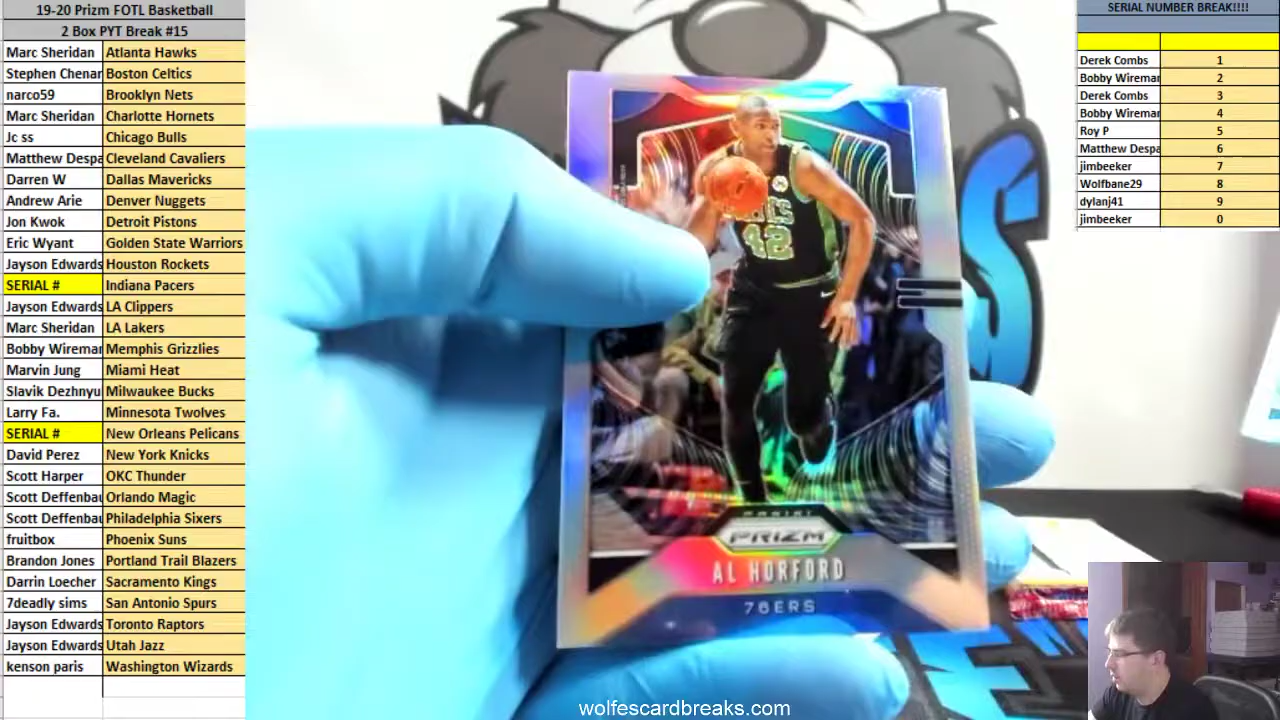 19-20 Prizm FOTL Basketball
2 Box PYT Break #15
Marc Sheridan Atlanta Hawks
Stephen Chenar Boston Celtics
narco59 Brooklyn Nets
Marc Sheridan Charlotte Hornets
Jc ss Chicago Bulls
Matthew Despa Cleveland Cavaliers
Darren W Dallas Mavericks
Andrew Arie Denver Nuggets
Jon Kwok Detroit Pistons
Eric Wyant Golden State Warriors
Jayson Edwards Houston Rockets
SERIAL # Indiana Pacers
Jayson Edwards LA Clippers
Marc Sheridan LA Lakers
Bobby Wireman Memphis Grizzlies
Marvin Jung Miami Heat
Slavik Dezhnyu Milwaukee Bucks
Larry Fa. Minnesota Twolves
SERIAL # New Orleans Pelicans
David Perez New York Knicks
Scott Harper OKC Thunder
Scott Deffenbau Orlando Magic
Scott Deffenbau Philadelphia Sixers
fruitbox Phoenix Suns
Brandon Jones Portland Trail Blazers
Darrin Loecher Sacramento Kings
7deadly sims San Antonio Spurs
Jayson Edwards Toronto Raptors
Jayson Edwards Utah Jazz
kenson paris Washington Wizards
42
PANINI
PRIZM
AL HORFORD
76ERS
wolfescardbreaks.com
SERIAL NUMBER BREAK!!!!
Derek Combs 1
Bobby Wireman 2
Derek Combs 3
Bobby Wireman 4
Roy P 5
Matthew Despa 6
jimbeeker 7
Wolfbane29 8
dylanj41 9
jimbeeker 0